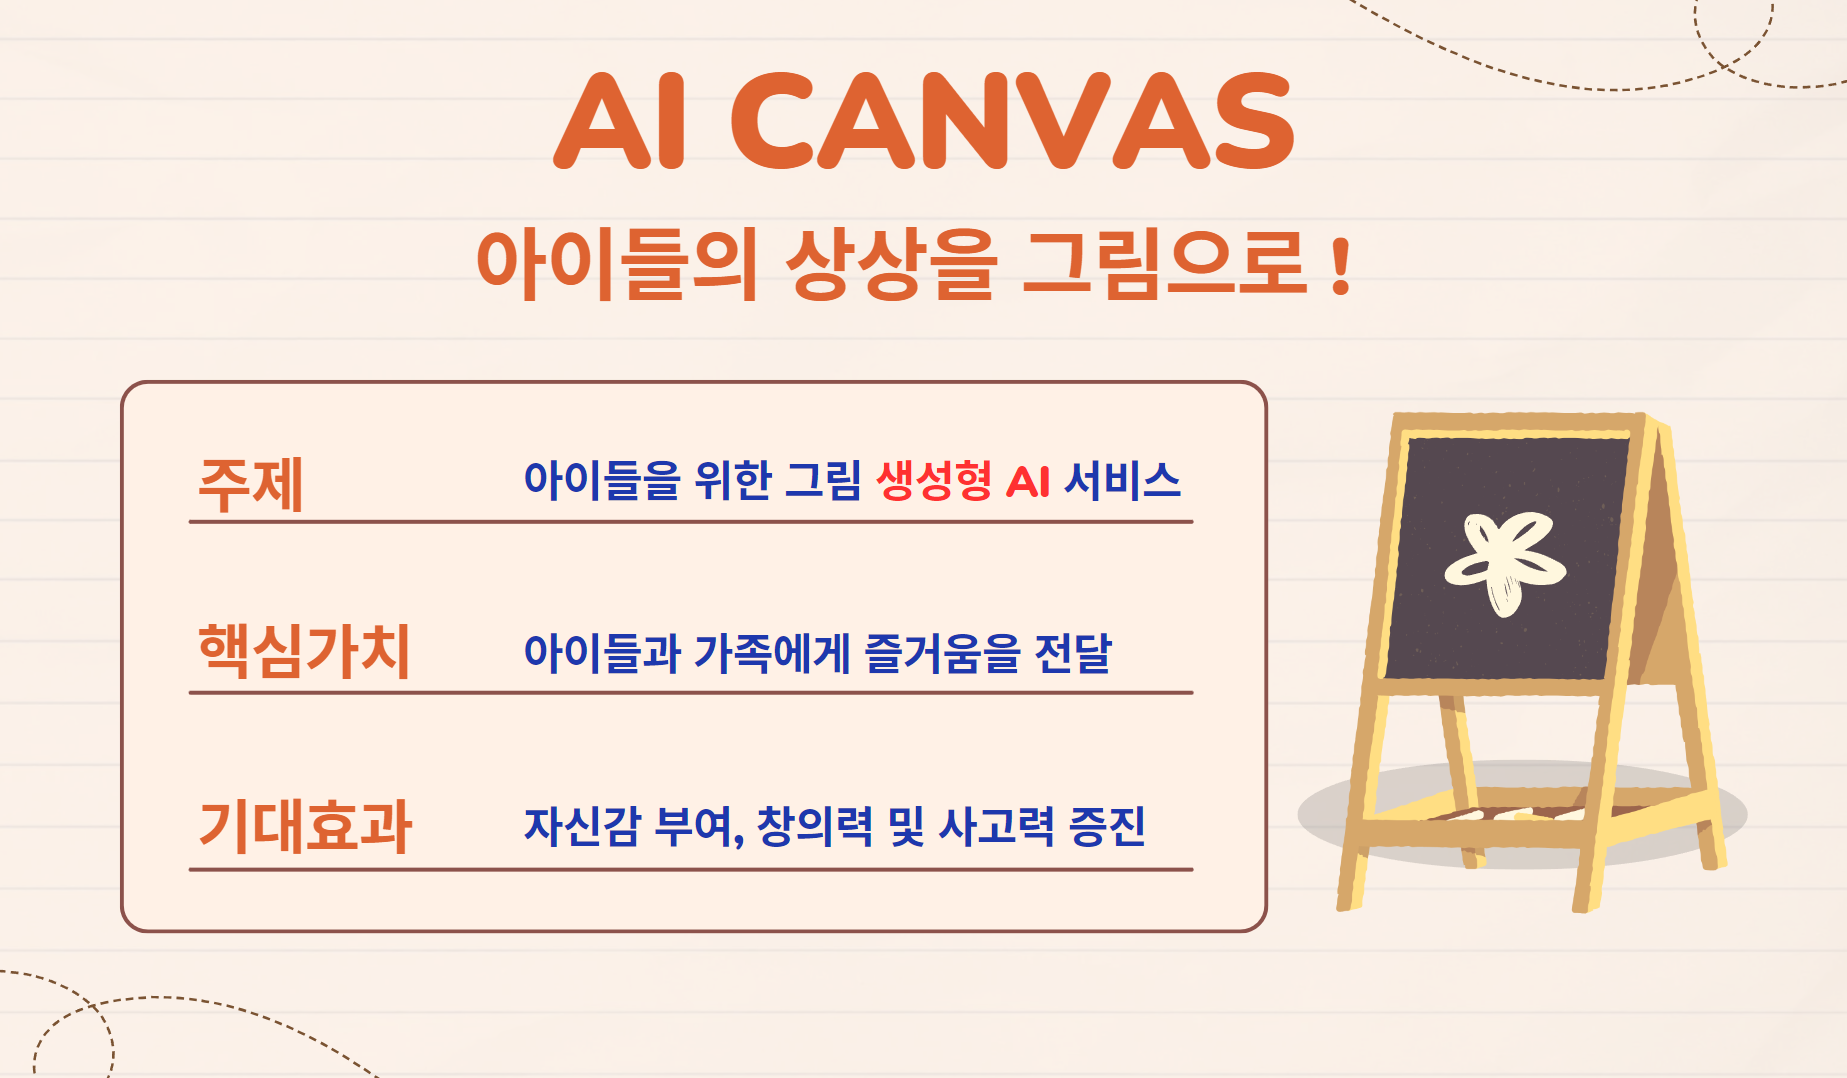 AI CANVAS
아이들의 상상을 그림으로 !
주제 아이들을 위한 그림 생성형 AI 서비스
핵심가치 아이들과 가족에게 즐거움을 전달
기대효과 자신감 부여, 창의력 및 사고력 증진